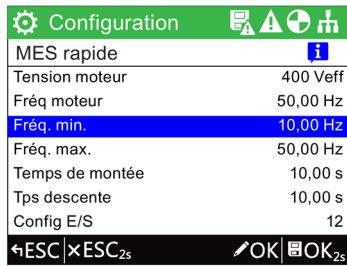 Configuration
MES rapide i
Tension moteur 400 Veff
Fréq moteur 50,00 Hz
Fréq. min. 10,00 Hz
Fréq. max. 50,00 Hz
Temps de montée 10,00 s
Tps descente 10,00 s
Config E/S 12
ESC ESC2s OK OK2s